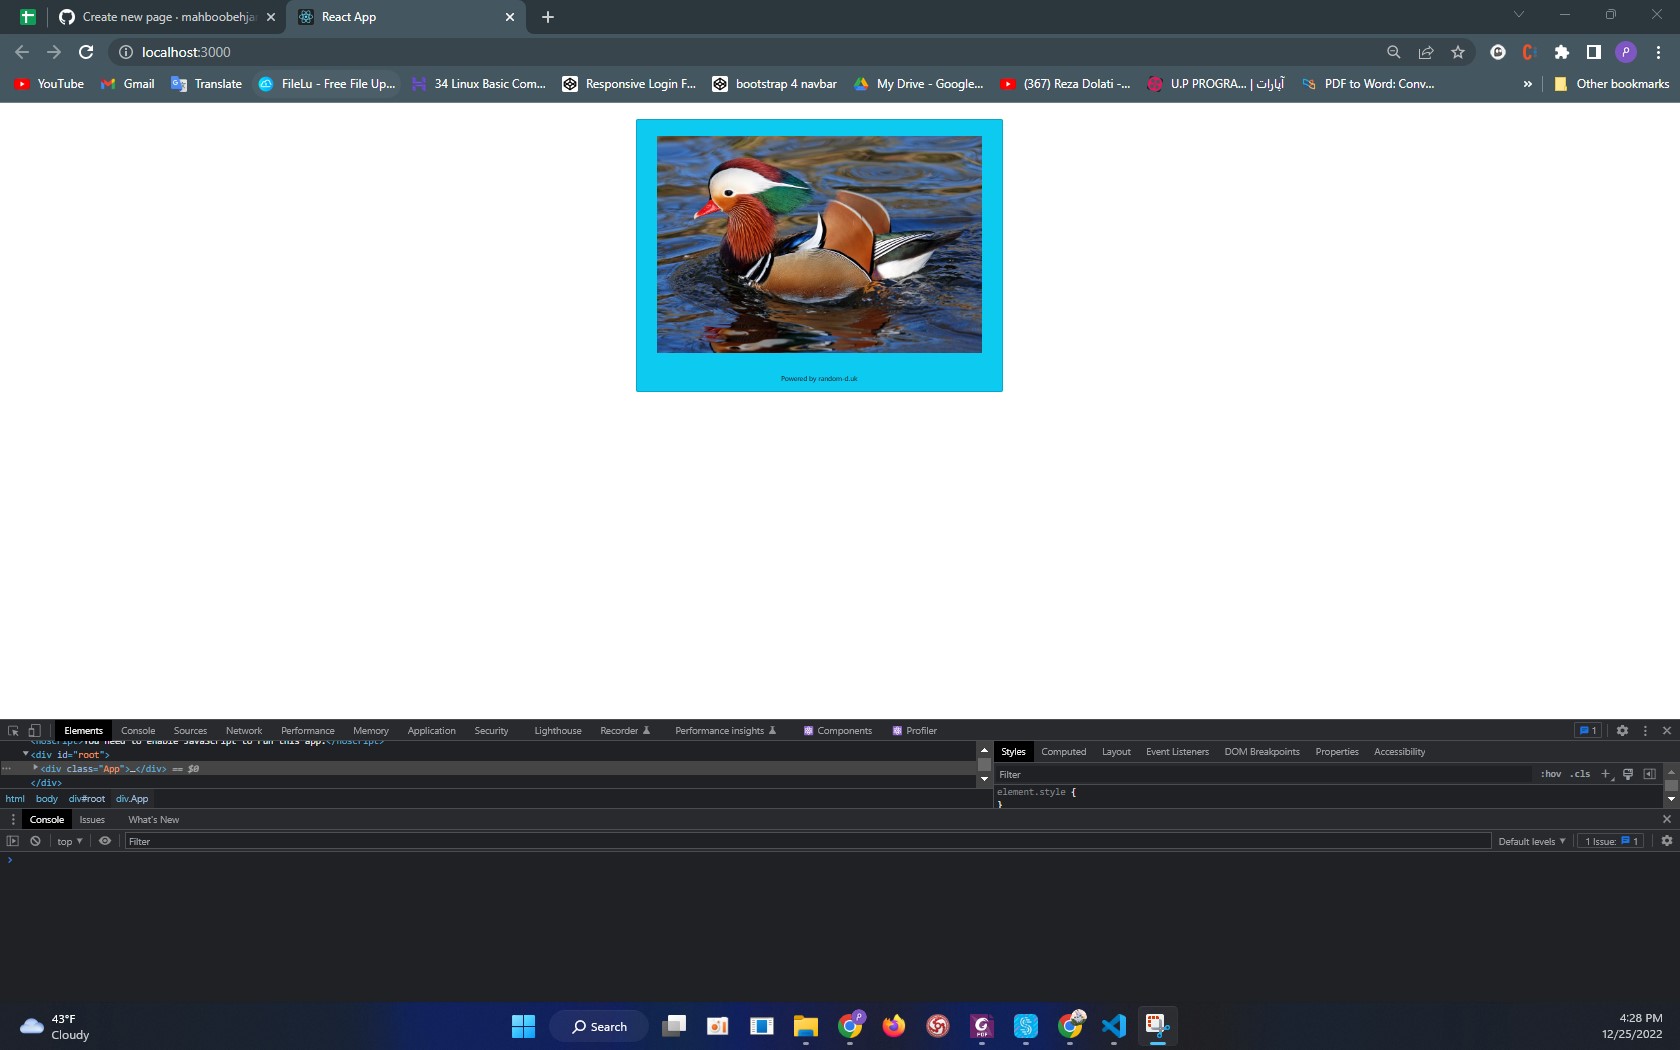 Create new page · mahboobehja
React App
localhost:3000
YouTube
Gmail
Translate
FileLu - Free File Up...
34 Linux Basic Com...
Responsive Login F...
bootstrap 4 navbar
My Drive - Google...
(367) Reza Dolati -...
U.P PROGRA... | آپارات
PDF to Word: Conv...
»
Other bookmarks
Powered by random-d.uk
Elements
Console
Sources
Network
Performance
Memory
Application
Security
Lighthouse
Recorder
Performance insights
Components
Profiler
1
<noscript>You need to enable JavaScript to run this app.</noscript>
<div id="root">
<div class="App">…</div> == $0
</div>
html body div#root div.App
Styles
Computed
Layout
Event Listeners
DOM Breakpoints
Properties
Accessibility
Filter
:hov .cls
element.style {
}
Console
Issues
What's New
top
Filter
Default levels
1 Issue: 1
43°F
Cloudy
Search
4:28 PM
12/25/2022